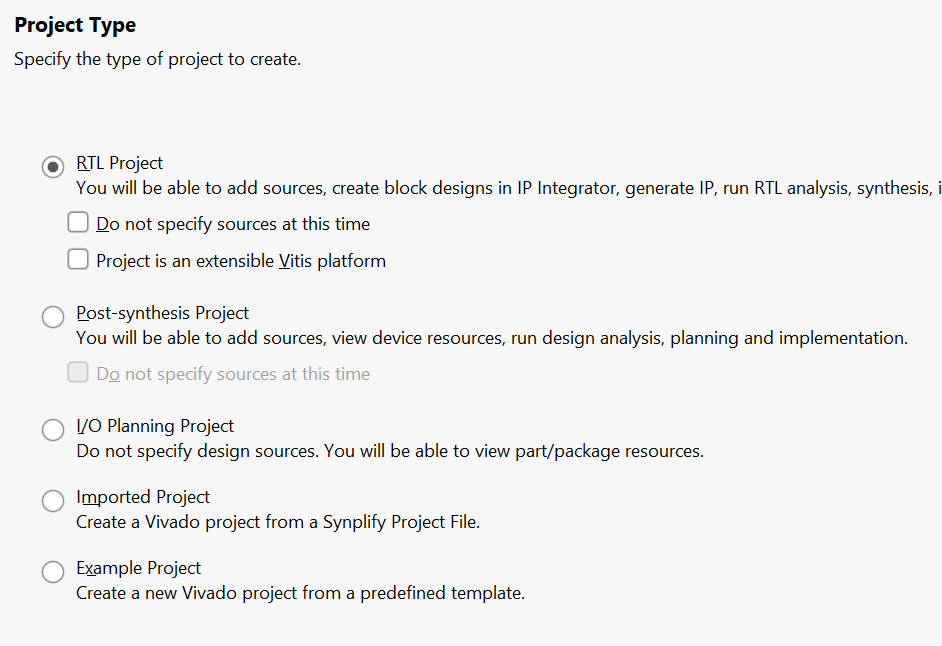 Project Type
Specify the type of project to create.
RTL Project
You will be able to add sources, create block designs in IP Integrator, generate IP, run RTL analysis, synthesis, i
Do not specify sources at this time
Project is an extensible Vitis platform
Post-synthesis Project
You will be able to add sources, view device resources, run design analysis, planning and implementation.
Do not specify sources at this time
I/O Planning Project
Do not specify design sources. You will be able to view part/package resources.
Imported Project
Create a Vivado project from a Synplify Project File.
Example Project
Create a new Vivado project from a predefined template.